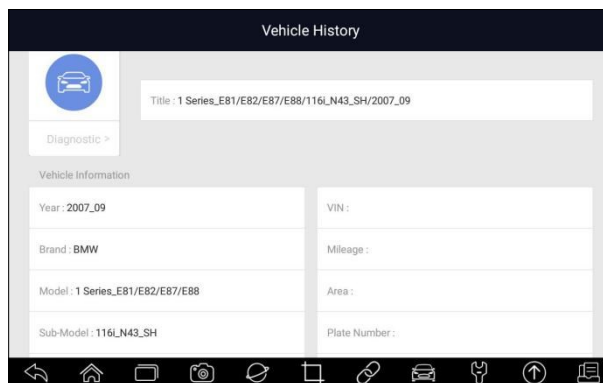 Vehicle History
Title : 1 Series_E81/E82/E87/E88/116i_N43_SH/2007_09
Diagnostic >
Vehicle Information
Year : 2007_09
VIN :
Brand : BMW
Mileage :
Model : 1 Series_E81/E82/E87/E88
Area :
Sub-Model : 116i_N43_SH
Plate Number :